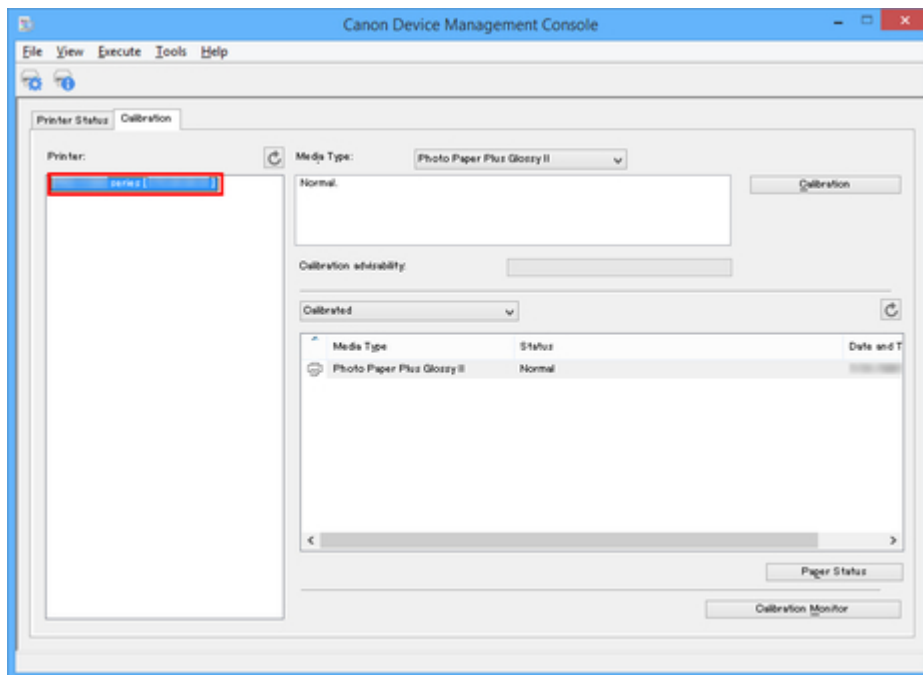 Canon Device Management Console
File View Execute Tools Help
Printer Status Calibration
Printer: Media Type: Photo Paper Plus Glossy II
series [ ]
Normal.
Calibration
Calibration advisability:
Calibrated
Media Type Status Date and T
Photo Paper Plus Glossy II Normal
Paper Status
Calibration Monitor